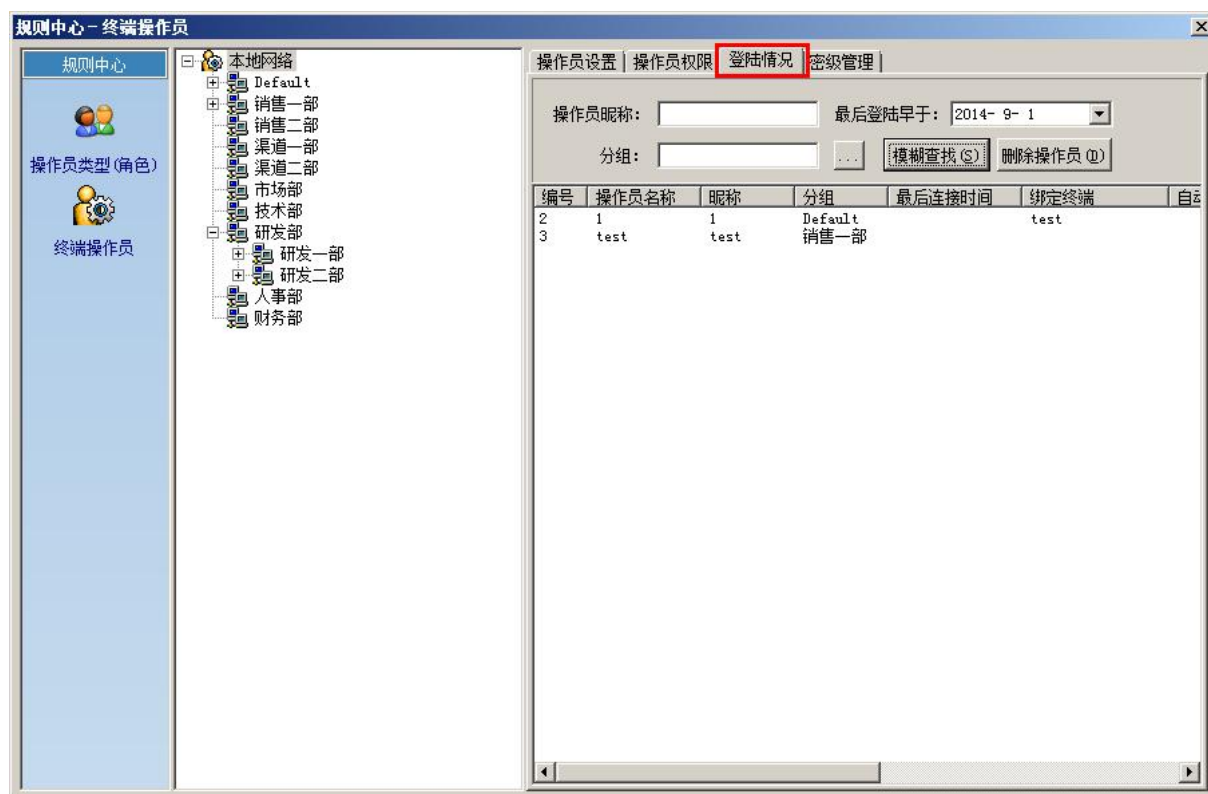 规则中心-终端操作员
规则中心
操作员类型(角色)
终端操作员
本地网络
Default
销售一部
销售二部
渠道一部
渠道二部
市场部
技术部
研发部
研发一部
研发二部
人事部
财务部
操作员设置 操作员权限 登陆情况 密级管理
操作员昵称: 最后登陆早于: 2014- 9- 1
分组: ... 模糊查找(S) 删除操作员(D)
编号 操作员名称 昵称 分组 最后连接时间 绑定终端
2 1 1 Default test
3 test test 销售一部